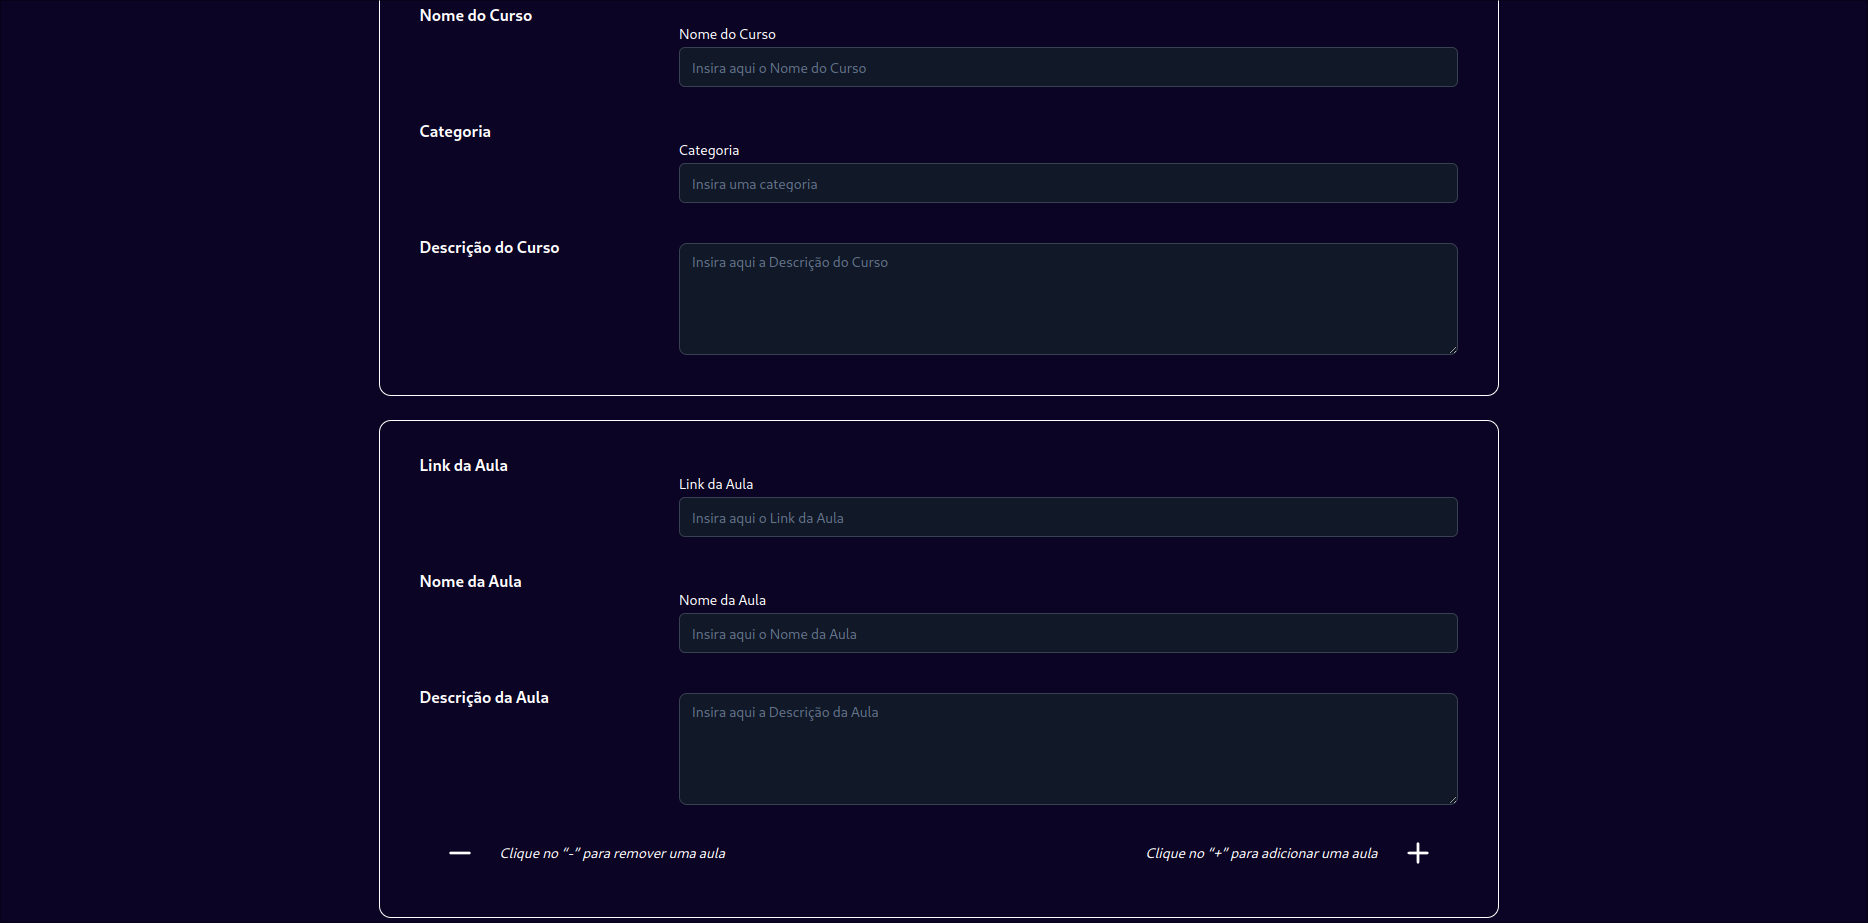 Nome do Curso
Nome do Curso
Insira aqui o Nome do Curso
Categoria
Categoria
Insira uma categoria
Descrição do Curso
Insira aqui a Descrição do Curso
Link da Aula
Link da Aula
Insira aqui o Link da Aula
Nome da Aula
Nome da Aula
Insira aqui o Nome da Aula
Descrição da Aula
Insira aqui a Descrição da Aula
Clique no “-” para remover uma aula
Clique no “+” para adicionar uma aula